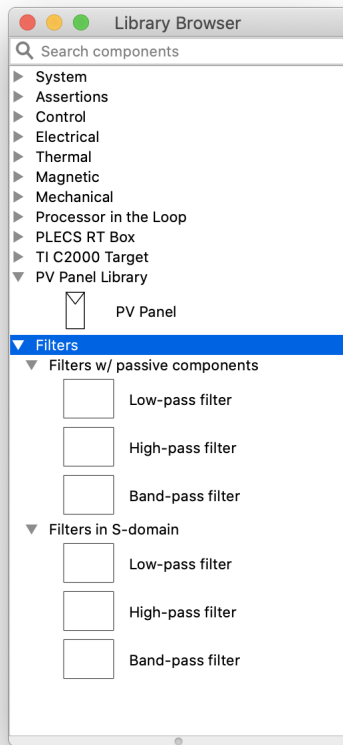 Library Browser
Search components
System
Assertions
Control
Electrical
Thermal
Magnetic
Mechanical
Processor in the Loop
PLECS RT Box
TI C2000 Target
PV Panel Library
PV Panel
Filters
Filters w/ passive components
Low-pass filter
High-pass filter
Band-pass filter
Filters in S-domain
Low-pass filter
High-pass filter
Band-pass filter